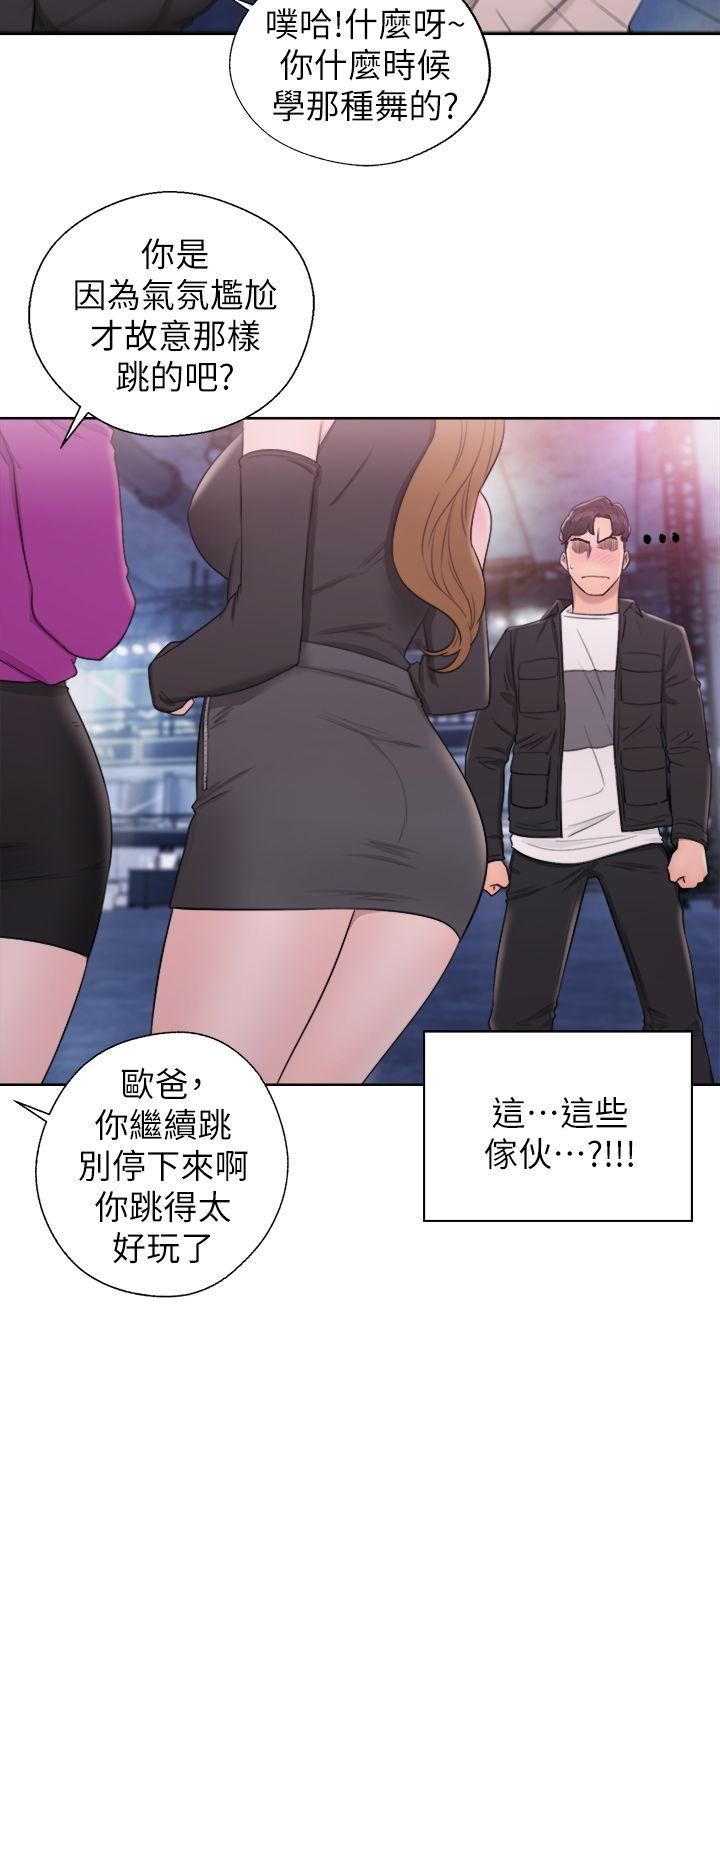 噗哈!什麼呀~
你什麼時候
學那種舞的?
你是
因為氣氛尷尬
才故意那樣
跳的吧?
...
歐爸，
你繼續跳
別停下來啊
你跳得太
好玩了
這…這些
傢伙…?!!!